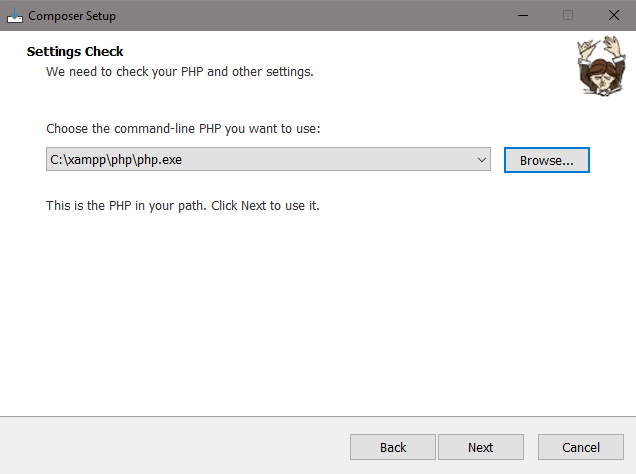 Composer Setup
Settings Check
We need to check your PHP and other settings.
Choose the command-line PHP you want to use:
C:\xampp\php\php.exe
Browse...
This is the PHP in your path. Click Next to use it.
Back
Next
Cancel